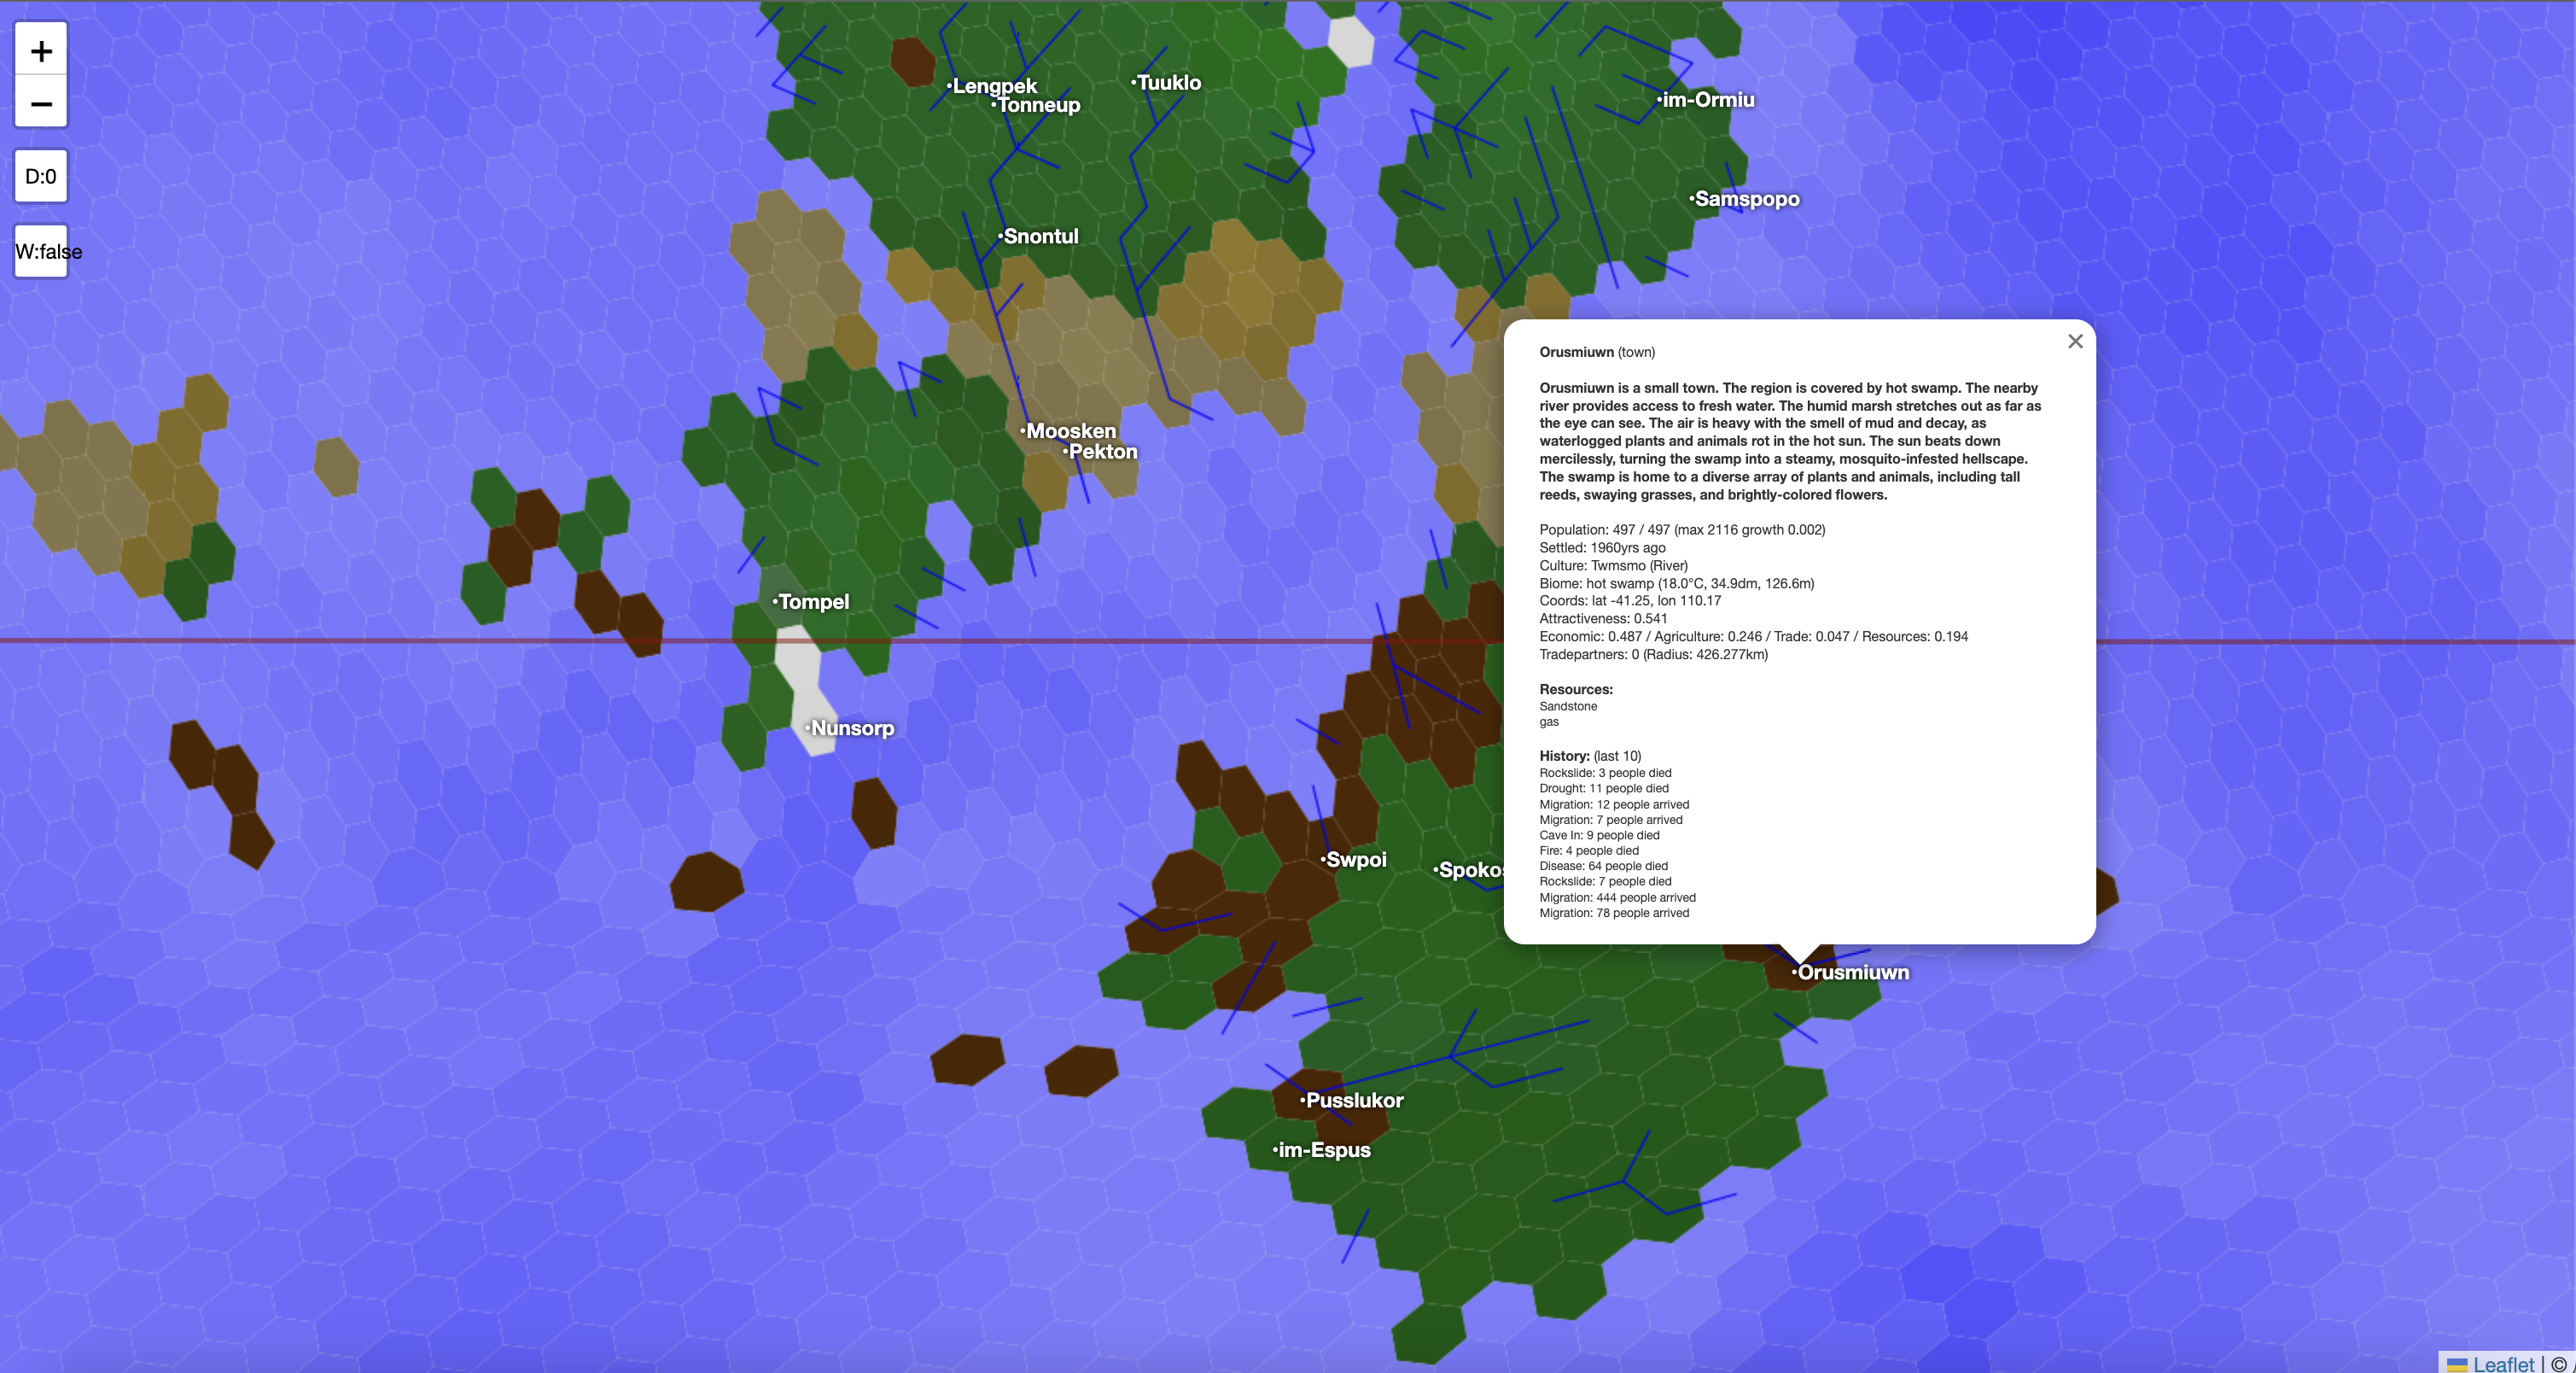 +
−
D:0
W:false
·Lengpek
·Tonneup
·Tuuklo
·im-Ormiu
·Samspopo
·Snontul
·Moosken
·Pekton
·Tompel
·Nunsorp
·Swpoi
·Spokos
Orusmiuwn (town)
×
Orusmiuwn is a small town. The region is covered by hot swamp. The nearby
river provides access to fresh water. The humid marsh stretches out as far as
the eye can see. The air is heavy with the smell of mud and decay, as
waterlogged plants and animals rot in the hot sun. The sun beats down
mercilessly, turning the swamp into a steamy, mosquito-infested hellscape.
The swamp is home to a diverse array of plants and animals, including tall
reeds, swaying grasses, and brightly-colored flowers.
Population: 497 / 497 (max 2116 growth 0.002)
Settled: 1960yrs ago
Culture: Twmsmo (River)
Biome: hot swamp (18.0°C, 34.9dm, 126.6m)
Coords: lat -41.25, lon 110.17
Attractiveness: 0.541
Economic: 0.487 / Agriculture: 0.246 / Trade: 0.047 / Resources: 0.194
Tradepartners: 0 (Radius: 426.277km)
Resources:
Sandstone
gas
History: (last 10)
Rockslide: 3 people died
Drought: 11 people died
Migration: 12 people arrived
Migration: 7 people arrived
Cave In: 9 people died
Fire: 4 people died
Disease: 64 people died
Rockslide: 7 people died
Migration: 444 people arrived
Migration: 78 people arrived
·Orusmiuwn
·Pusslukor
·im-Espus
Leaflet | ©